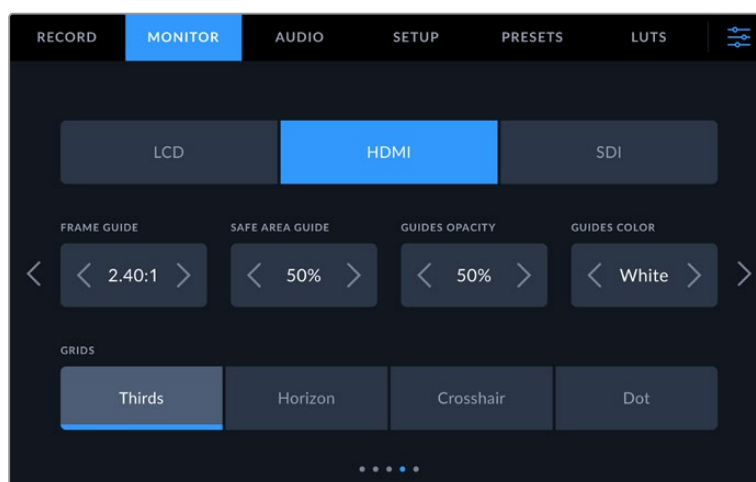 RECORD MONITOR AUDIO SETUP PRESETS LUTS
LCD HDMI SDI
FRAME GUIDE SAFE AREA GUIDE GUIDES OPACITY GUIDES COLOR
2.40:1 50% 50% White
GRIDS
Thirds Horizon Crosshair Dot